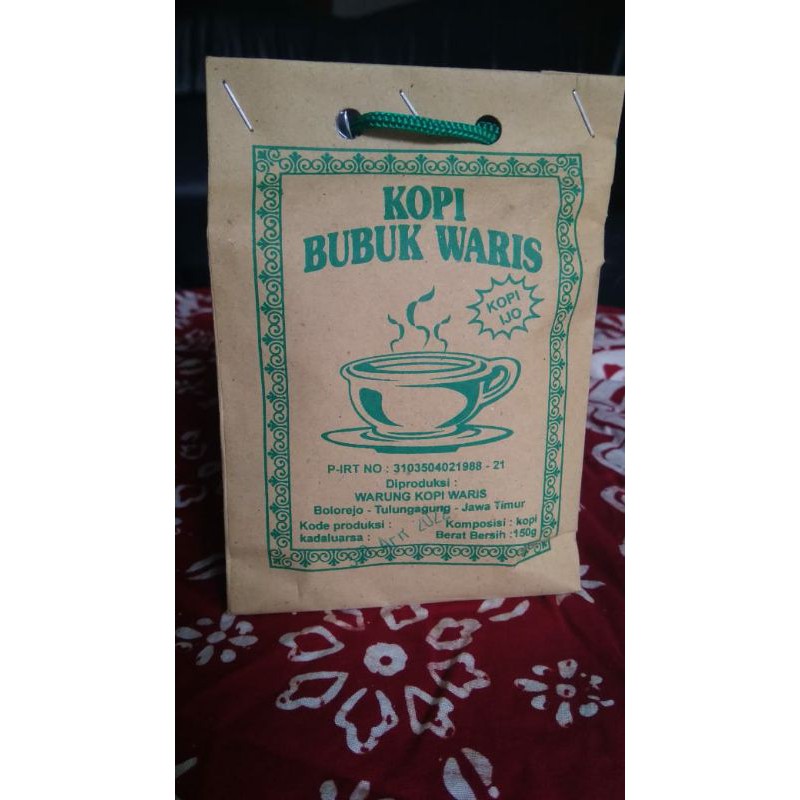 KOPI
BUBUK WARIS
KOPI
IJO
P-IRT NO : 3103504021988 - 21
Diproduksi :
WARUNG KOPI WARIS
Bolorejo - Tulungagung - Jawa Timur
Kode produksi : Komposisi : kopi
kadaluarsa : Berat Bersih :150g